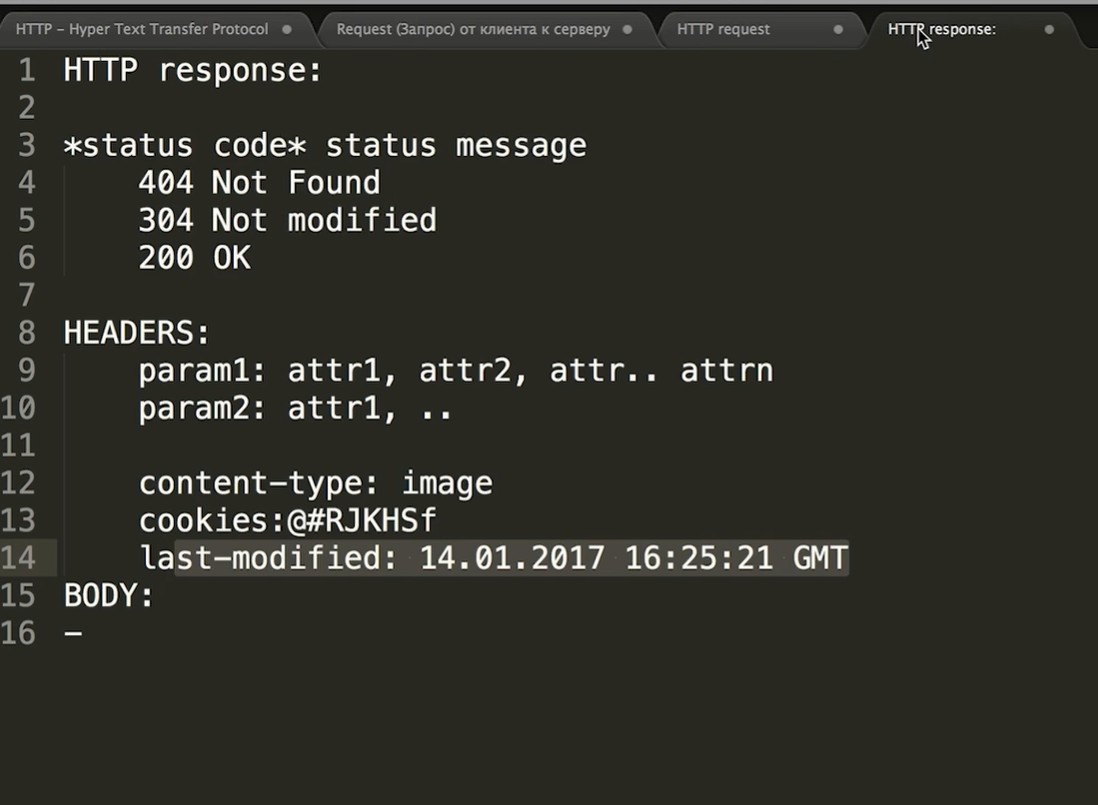 HTTP – Hyper Text Transfer Protocol
Request (Запрос) от клиента к серверу
HTTP request
HTTP response:
1 HTTP response:
2
3 *status code* status message
4 404 Not Found
5 304 Not modified
6 200 OK
7
8 HEADERS:
9 param1: attr1, attr2, attr.. attrn
10 param2: attr1, ..
11
12 content-type: image
13 cookies:@#RJKHSf
14 last-modified: 14.01.2017 16:25:21 GMT
15 BODY:
16 -